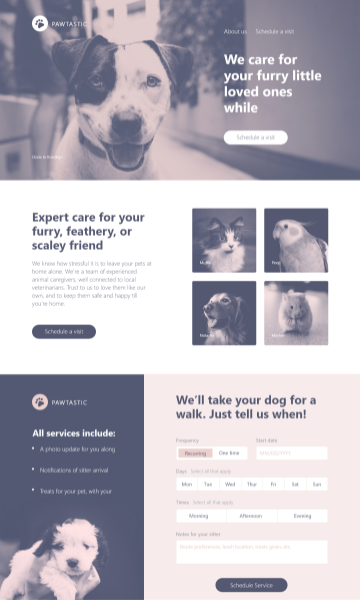 PAWTASTIC
About us Schedule a visit
We care for
your furry little
loved ones
while
Schedule a visit
Expert care for your
furry, feathery, or
scaley friend
We know how stressful it is to leave your pets at
home alone. We're a team of experienced
animal caregivers, well connected to local
veterinarians. Trust to us to love them like our
own, and to keep them safe and happy till
you're home.
Schedule a visit
PAWTASTIC
All services include:
A photo update for you along
Notifications of sitter arrival
Treats for your pet, with your
We'll take your dog for a
walk. Just tell us when!
Frequency Start date
Recurring One time MM/DD/YYYY
Days Select all that apply
Mon Tues Wed Thur Fri Sat Sun
Times Select all that apply
Morning Afternoon Evening
Notes for your sitter
Schedule Service